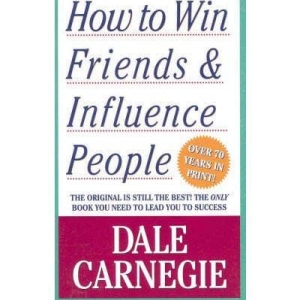 How to Win
Friends &
Influence
People
OVER 70
YEARS IN
PRINT!
THE ORIGINAL IS STILL THE BEST! THE ONLY
BOOK YOU NEED TO LEAD YOU TO SUCCESS
DALE
CARNEGIE